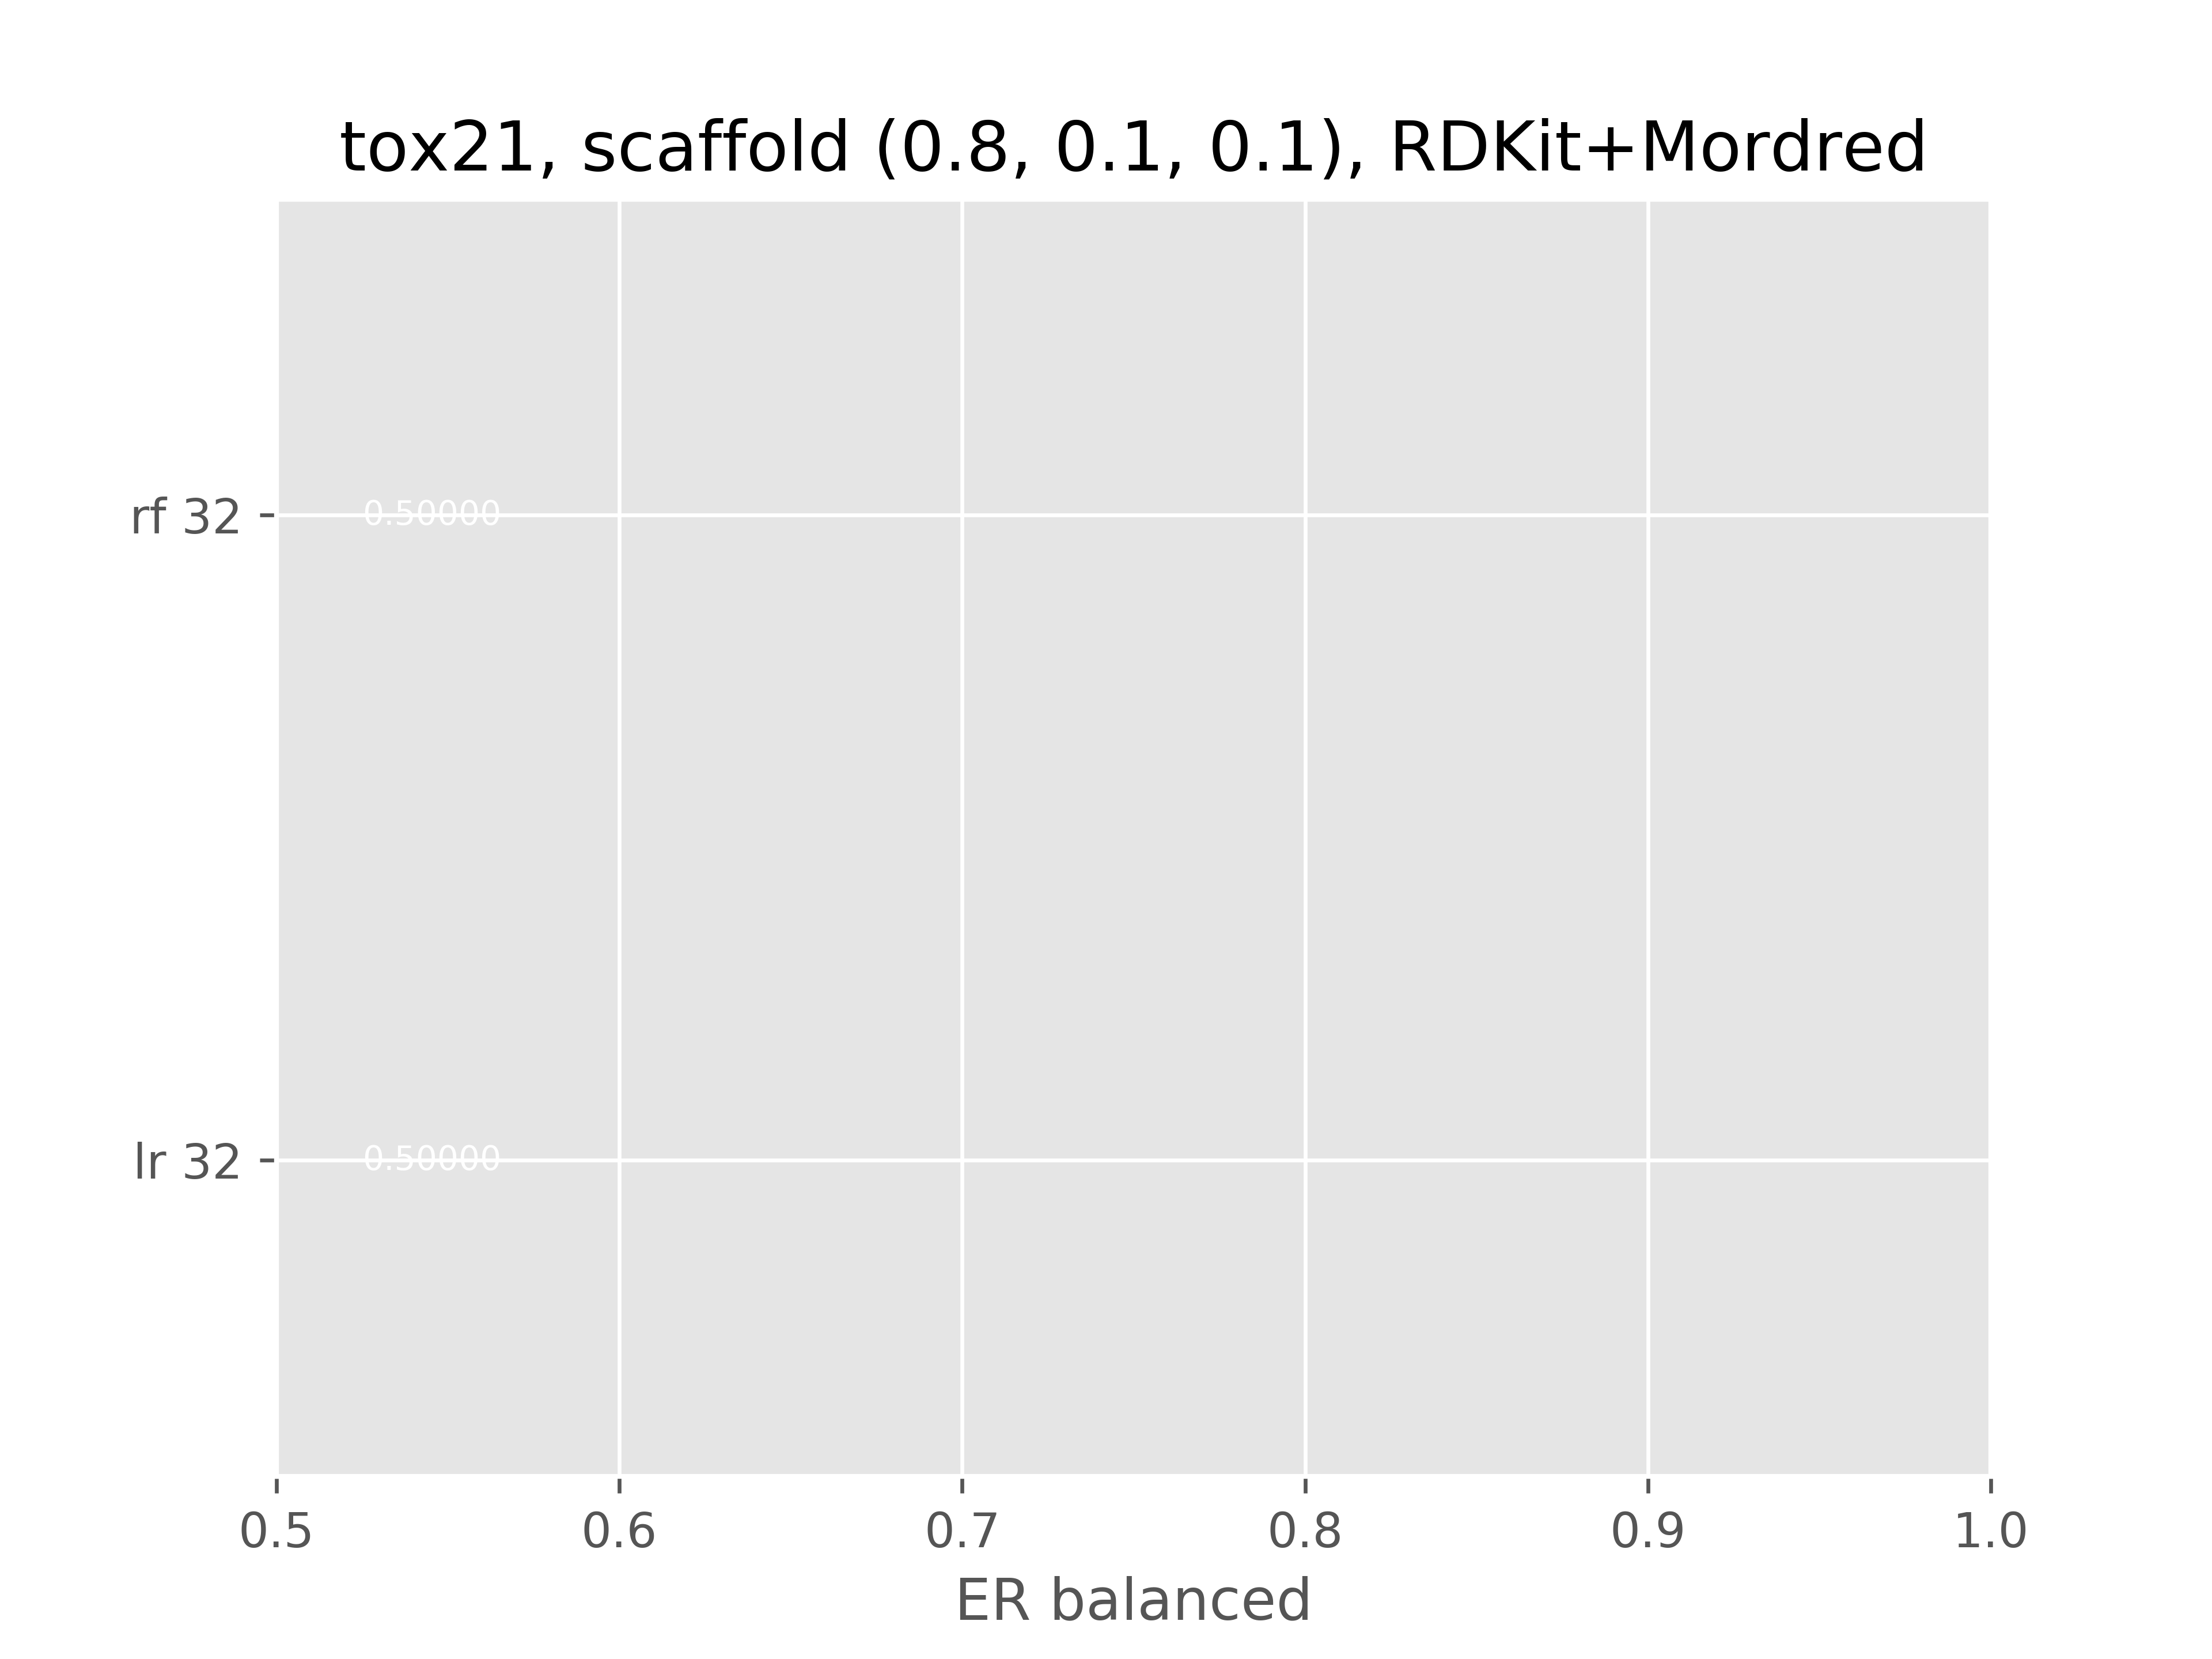 tox21, scaffold (0.8, 0.1, 0.1), RDKit+Mordred
rf 32
0.50000
lr 32
0.50000
0.5 0.6 0.7 0.8 0.9 1.0
ER balanced